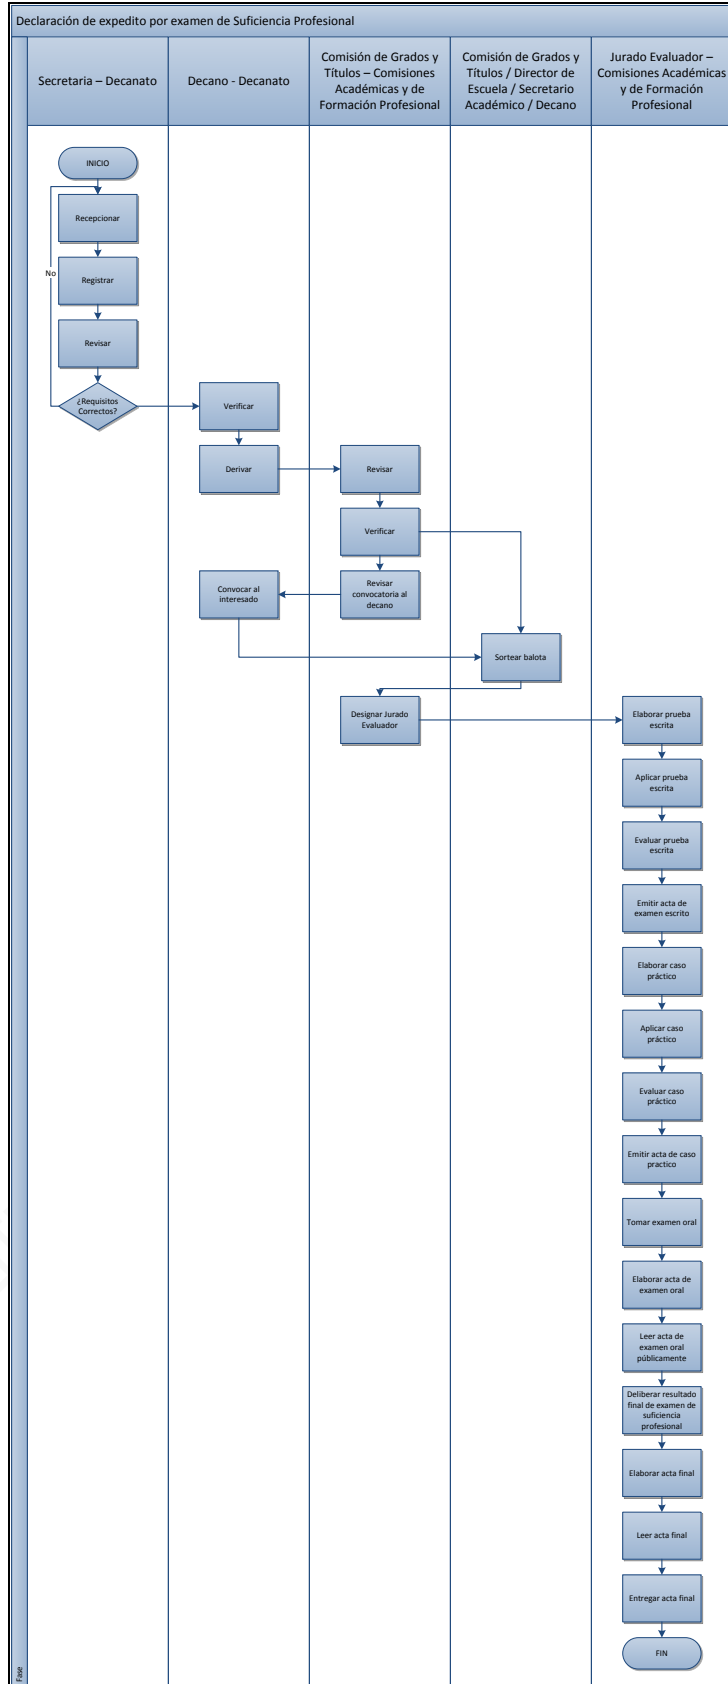 Declaración de expedito por examen de Suficiencia Profesional
Secretaria – Decanato
Decano - Decanato
Comisión de Grados y
Títulos – Comisiones
Académicas y de
Formación Profesional
Comisión de Grados y
Títulos / Director de
Escuela / Secretario
Académico / Decano
Jurado Evaluador –
Comisiones Académicas
y de Formación
Profesional
INICIO
Recepcionar
No
Registrar
Revisar
¿Requisitos
Correctos?
Verificar
Derivar
Revisar
Verificar
Convocar al
interesado
Revisar
convocatoria al
decano
Sortear balota
Designar Jurado
Evaluador
Elaborar prueba
escrita
Aplicar prueba
escrita
Evaluar prueba
escrita
Emitir acta de
examen escrito
Elaborar caso
práctico
Aplicar caso
práctico
Evaluar caso
práctico
Emitir acta de caso
practico
Tomar examen oral
Elaborar acta de
examen oral
Leer acta de
examen oral
públicamente
Deliberar resultado
final de examen de
suficiencia
profesional
Elaborar acta final
Leer acta final
Entregar acta final
FIN
Fase